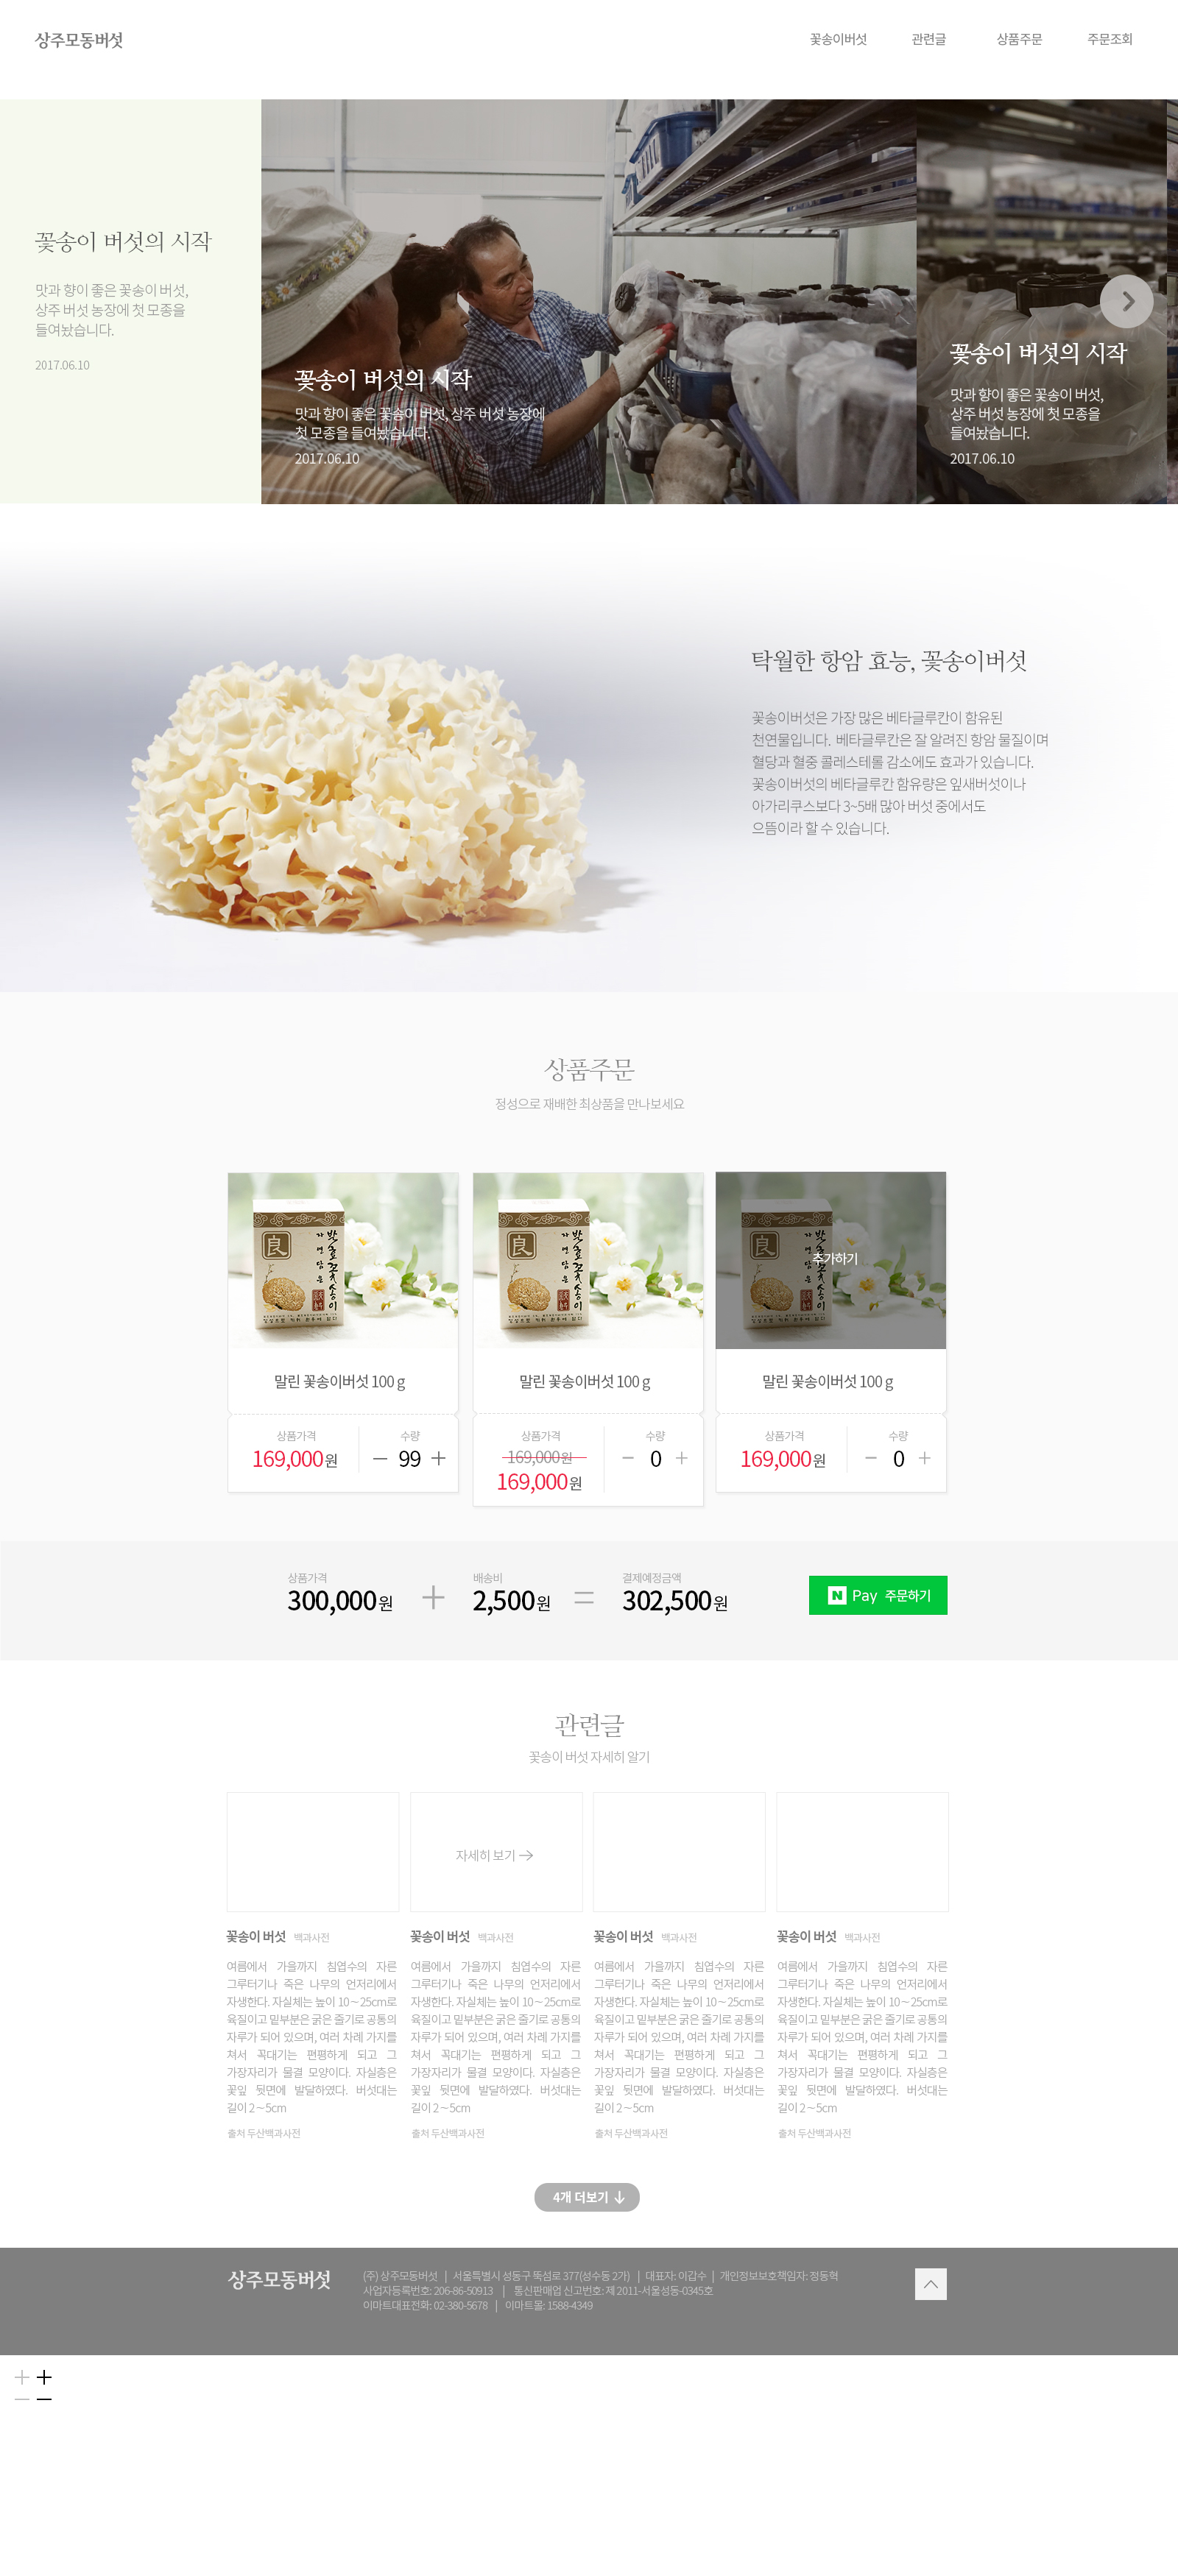 상주모동버섯
꽃송이버섯 관련글 상품주문 주문조회
꽃송이 버섯의 시작
맛과 향이 좋은 꽃송이 버섯,
상주 버섯 농장에 첫 모종을
들여놨습니다.
2017.06.10
꽃송이 버섯의 시작
맛과 향이 좋은 꽃송이 버섯, 상주 버섯 농장에
첫 모종을 들여놨습니다.
2017.06.10
꽃송이 버섯의 시작
맛과 향이 좋은 꽃송이 버섯,
상주 버섯 농장에 첫 모종을
들여놨습니다.
2017.06.10
탁월한 항암 효능, 꽃송이버섯
꽃송이버섯은 가장 많은 베타글루칸이 함유된
천연물입니다. 베타글루칸은 잘 알려진 항암 물질이며
혈당과 혈중 콜레스테롤 감소에도 효과가 있습니다.
꽃송이버섯의 베타글루칸 함유량은 잎새버섯이나
아가리쿠스보다 3~5배 많아 버섯 중에서도
으뜸이라 할 수 있습니다.
상품주문
정성으로 재배한 최상품을 만나보세요
良
자연담은
말린 꽃송이버섯 100 g
상품가격 수량
169,000원 − 99 +
良
자연담은
말린 꽃송이버섯 100 g
상품가격 수량
169,000원 − 0 +
169,000원
良
자연담은
추가하기
말린 꽃송이버섯 100 g
상품가격 수량
169,000원 − 0 +
상품가격 배송비 결제예정금액
300,000원 + 2,500원 = 302,500원
N Pay 주문하기
관련글
꽃송이 버섯 자세히 알기
자세히 보기 →
꽃송이 버섯 백과사전
여름에서 가을까지 침엽수의 자른
그루터기나 죽은 나무의 언저리에서
자생한다. 자실체는 높이 10～25cm로
육질이고 밑부분은 굵은 줄기로 공통의
자루가 되어 있으며, 여러 차례 가지를
쳐서 꼭대기는 편평하게 되고 그
가장자리가 물결 모양이다. 자실층은
꽃잎 뒷면에 발달하였다. 버섯대는
길이 2～5cm
출처 두산백과사전
꽃송이 버섯 백과사전
여름에서 가을까지 침엽수의 자른
그루터기나 죽은 나무의 언저리에서
자생한다. 자실체는 높이 10～25cm로
육질이고 밑부분은 굵은 줄기로 공통의
자루가 되어 있으며, 여러 차례 가지를
쳐서 꼭대기는 편평하게 되고 그
가장자리가 물결 모양이다. 자실층은
꽃잎 뒷면에 발달하였다. 버섯대는
길이 2～5cm
출처 두산백과사전
꽃송이 버섯 백과사전
여름에서 가을까지 침엽수의 자른
그루터기나 죽은 나무의 언저리에서
자생한다. 자실체는 높이 10～25cm로
육질이고 밑부분은 굵은 줄기로 공통의
자루가 되어 있으며, 여러 차례 가지를
쳐서 꼭대기는 편평하게 되고 그
가장자리가 물결 모양이다. 자실층은
꽃잎 뒷면에 발달하였다. 버섯대는
길이 2～5cm
출처 두산백과사전
꽃송이 버섯 백과사전
여름에서 가을까지 침엽수의 자른
그루터기나 죽은 나무의 언저리에서
자생한다. 자실체는 높이 10～25cm로
육질이고 밑부분은 굵은 줄기로 공통의
자루가 되어 있으며, 여러 차례 가지를
쳐서 꼭대기는 편평하게 되고 그
가장자리가 물결 모양이다. 자실층은
꽃잎 뒷면에 발달하였다. 버섯대는
길이 2～5cm
출처 두산백과사전
4개 더보기 ↓
상주모동버섯
(주) 상주모동버섯 | 서울특별시 성동구 뚝섬로 377(성수동 2가) | 대표자: 이갑수 | 개인정보보호책임자: 정동혁
사업자등록번호: 206-86-50913 | 통신판매업 신고번호: 제 2011-서울성동-0345호
이마트대표전화: 02-380-5678 | 이마트몰: 1588-4349